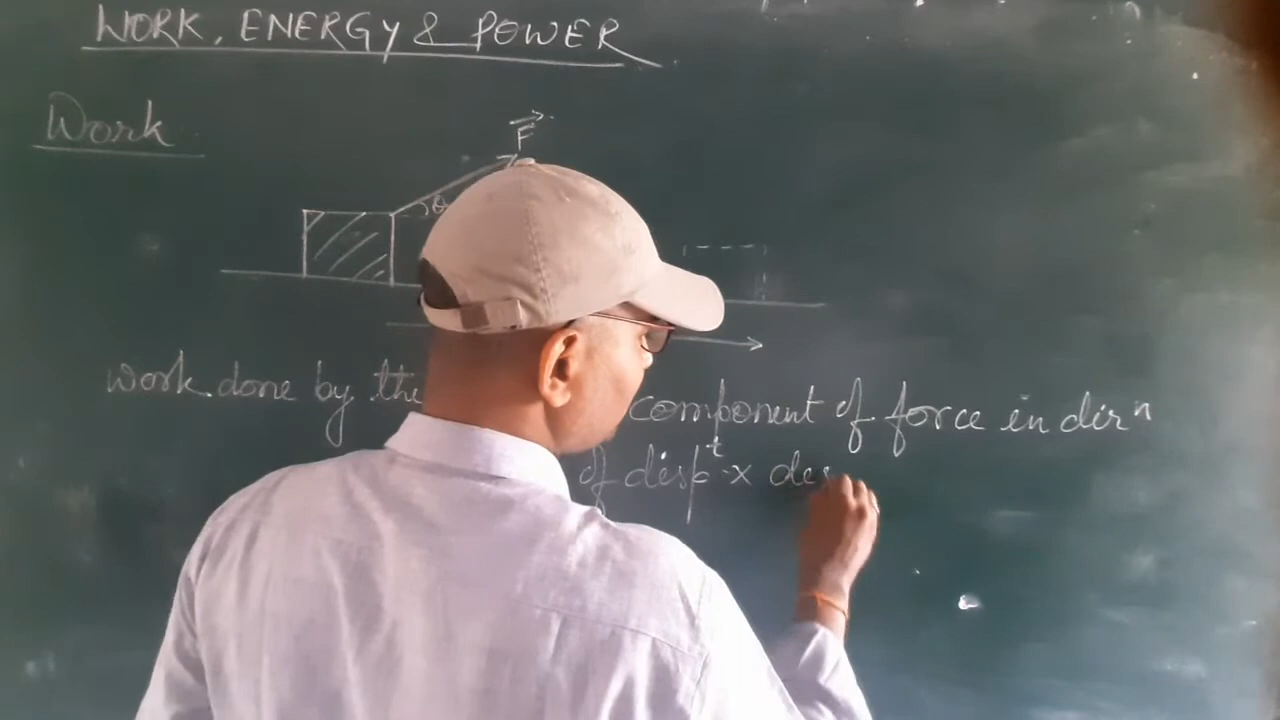 WORK, ENERGY & POWER
Work
F
θ
work done by the component of force in dirⁿ
of dispᵗ x